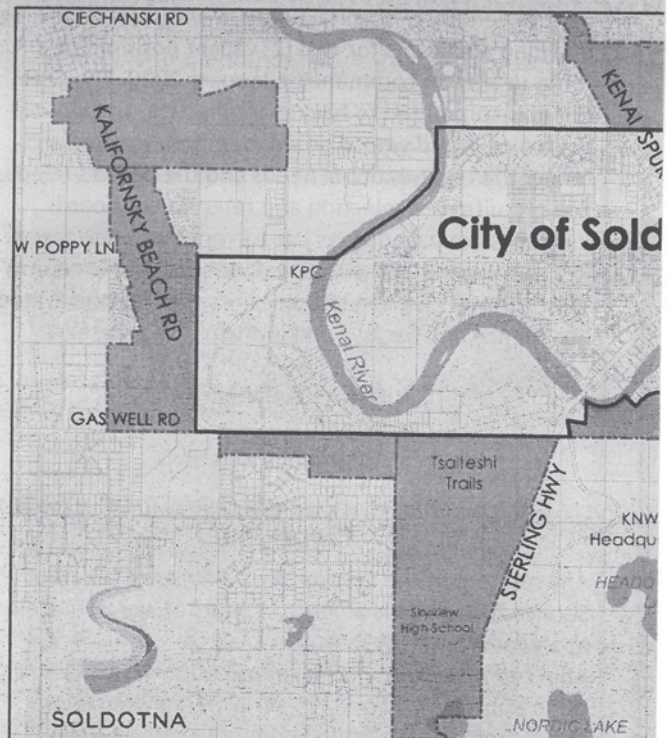 CIECHANSKI RD
KENAI SPUR
KALIFORNSKY BEACH RD
City of Sold
W POPPY LN
KPC
Kenai River
GAS WELL RD
Tsalteshi
Trails
STERLING HWY
KNW
Headqu
HEADQ
L
Skyview
High School
SOLDOTNA
NORDIC LAKE